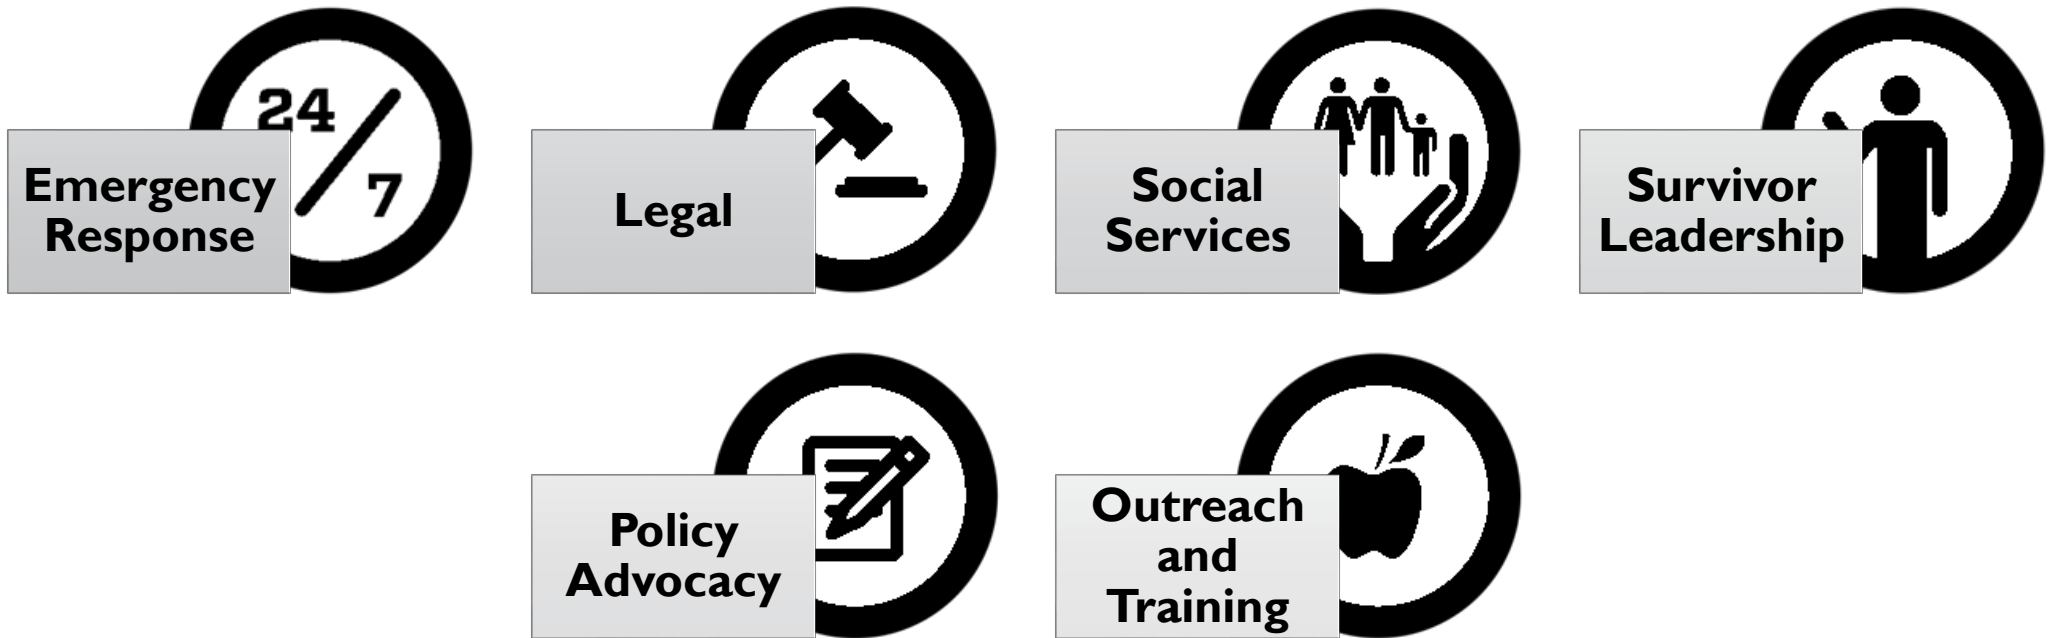 24
7
Emergency
Response
Legal
Social
Services
Survivor
Leadership
Policy
Advocacy
Outreach
and
Training